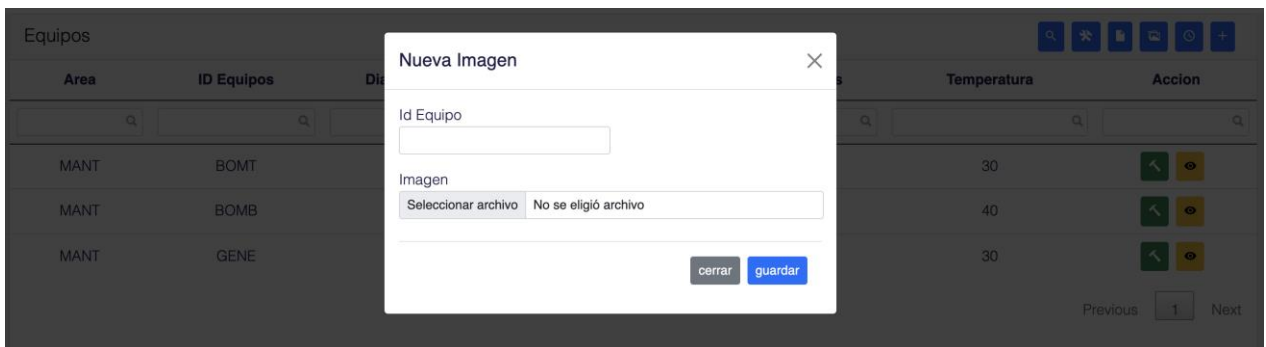 Equipos
Nueva Imagen
Area ID Equipos Temperatura Accion
Id Equipo
MANT BOMT 30
Imagen
Seleccionar archivo No se eligió archivo
MANT BOMB 40
MANT GENE 30
cerrar guardar
Previous 1 Next